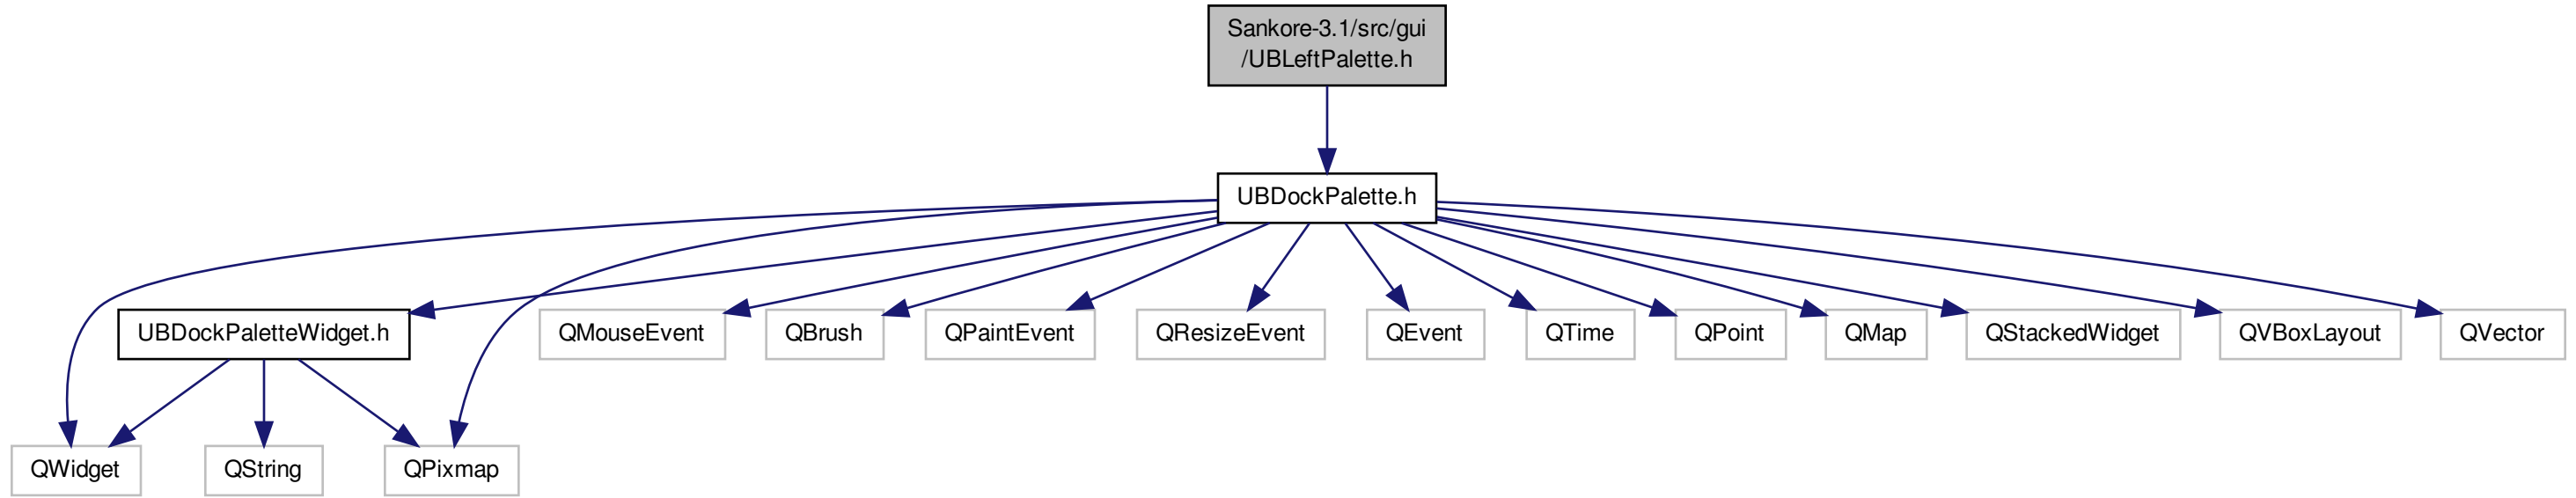 Sankore-3.1/src/gui
/UBLeftPalette.h
UBDockPalette.h
UBDockPaletteWidget.h
QMouseEvent
QBrush
QPaintEvent
QResizeEvent
QEvent
QTime
QPoint
QMap
QStackedWidget
QVBoxLayout
QVector
QWidget
QString
QPixmap